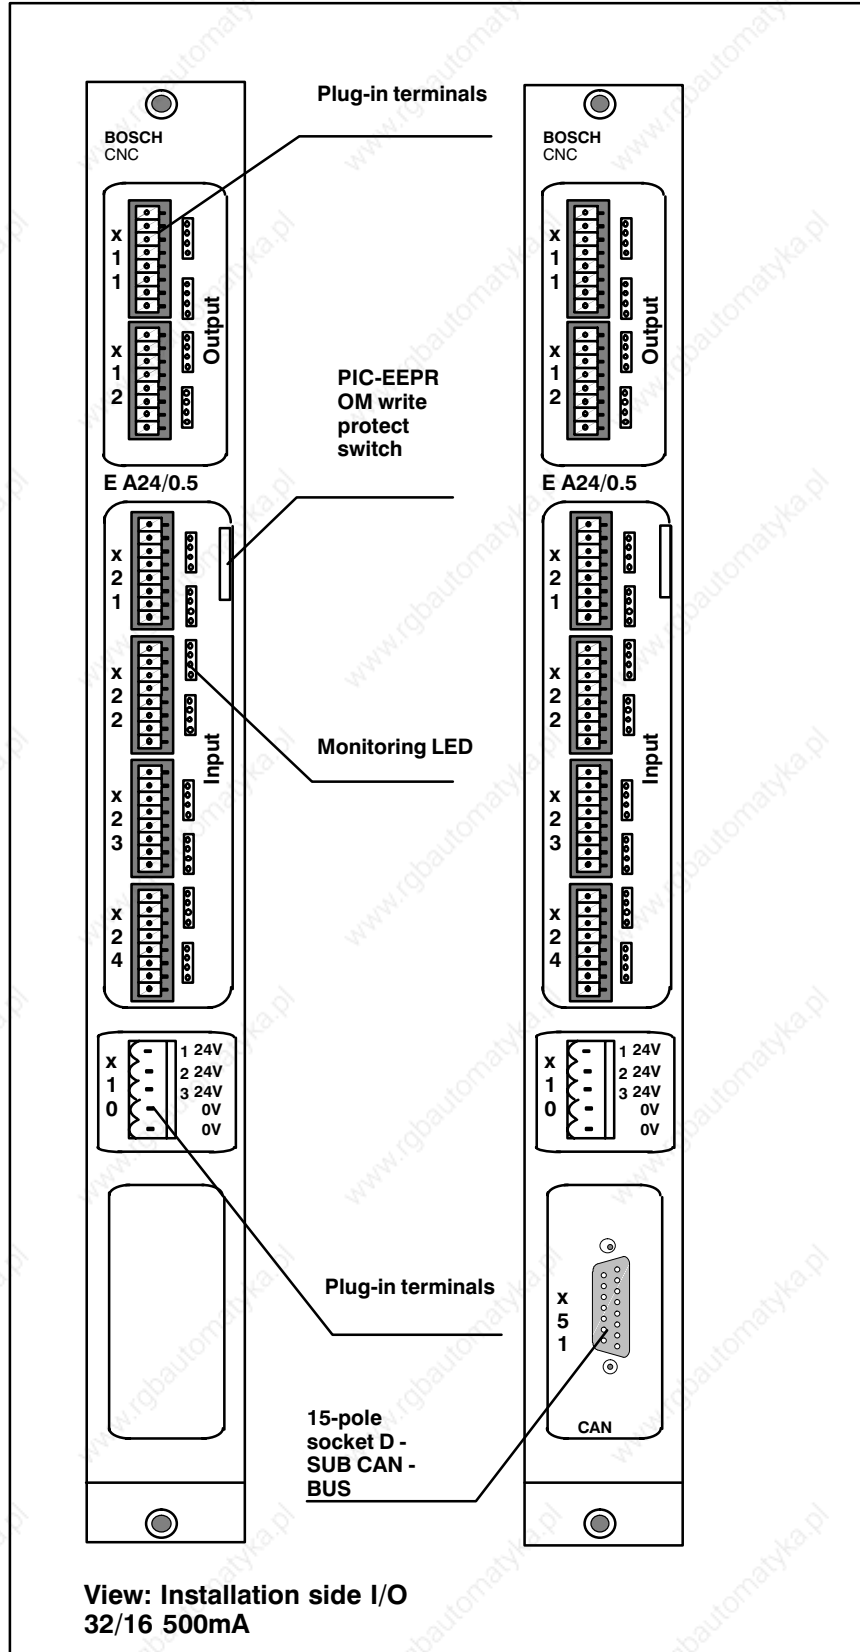 Plug-in terminals
BOSCH
CNC
x
1
1
x
1
2
Output
E A24/0.5
PIC-EEPR
OM write
protect
switch
x
2
1
x
2
2
x
2
3
x
2
4
Input
Monitoring LED
x
1
0
1 24V
2 24V
3 24V
0V
0V
Plug-in terminals
15-pole
socket D -
SUB CAN -
BUS
BOSCH
CNC
x
1
1
x
1
2
Output
E A24/0.5
x
2
1
x
2
2
x
2
3
x
2
4
Input
x
1
0
1 24V
2 24V
3 24V
0V
0V
x
5
1
CAN
View: Installation side I/O
32/16 500mA
www.rgbautomatyka.pl